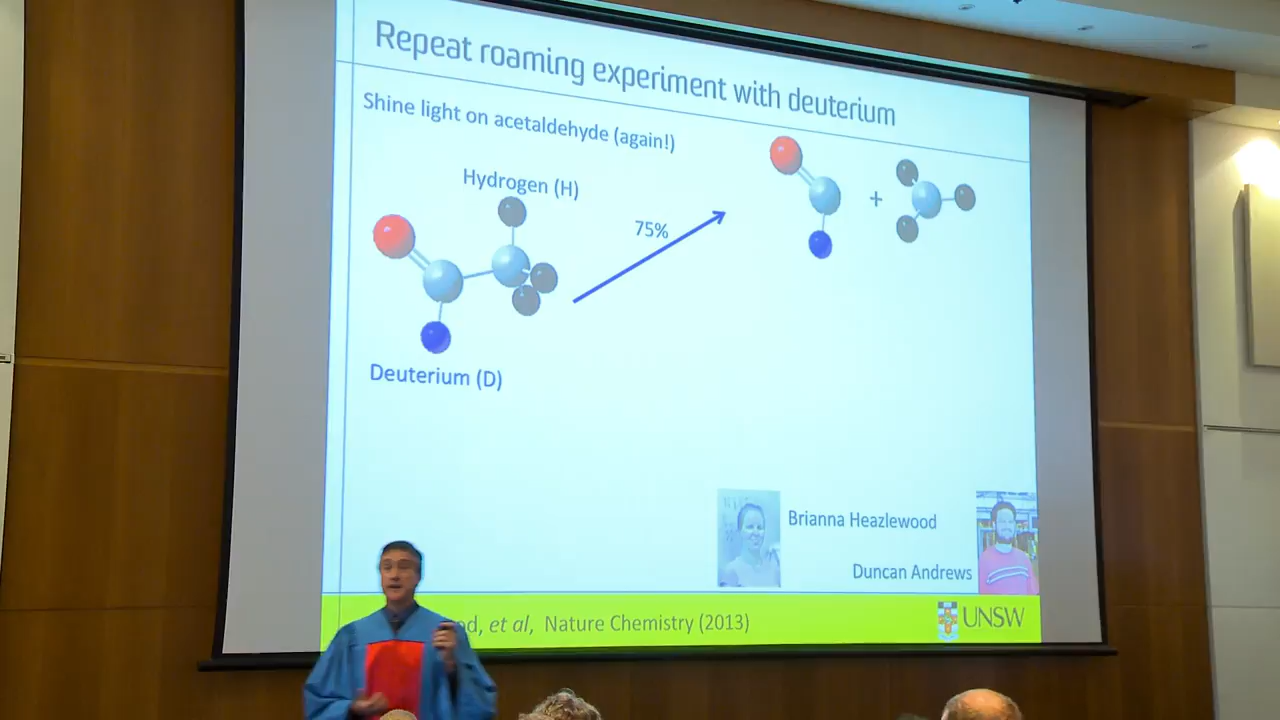 Repeat roaming experiment with deuterium
Shine light on acetaldehyde (again!)
Hydrogen (H)
75%
+
Deuterium (D)
Brianna Heazlewood
Duncan Andrews
et al, Nature Chemistry (2013)
UNSW